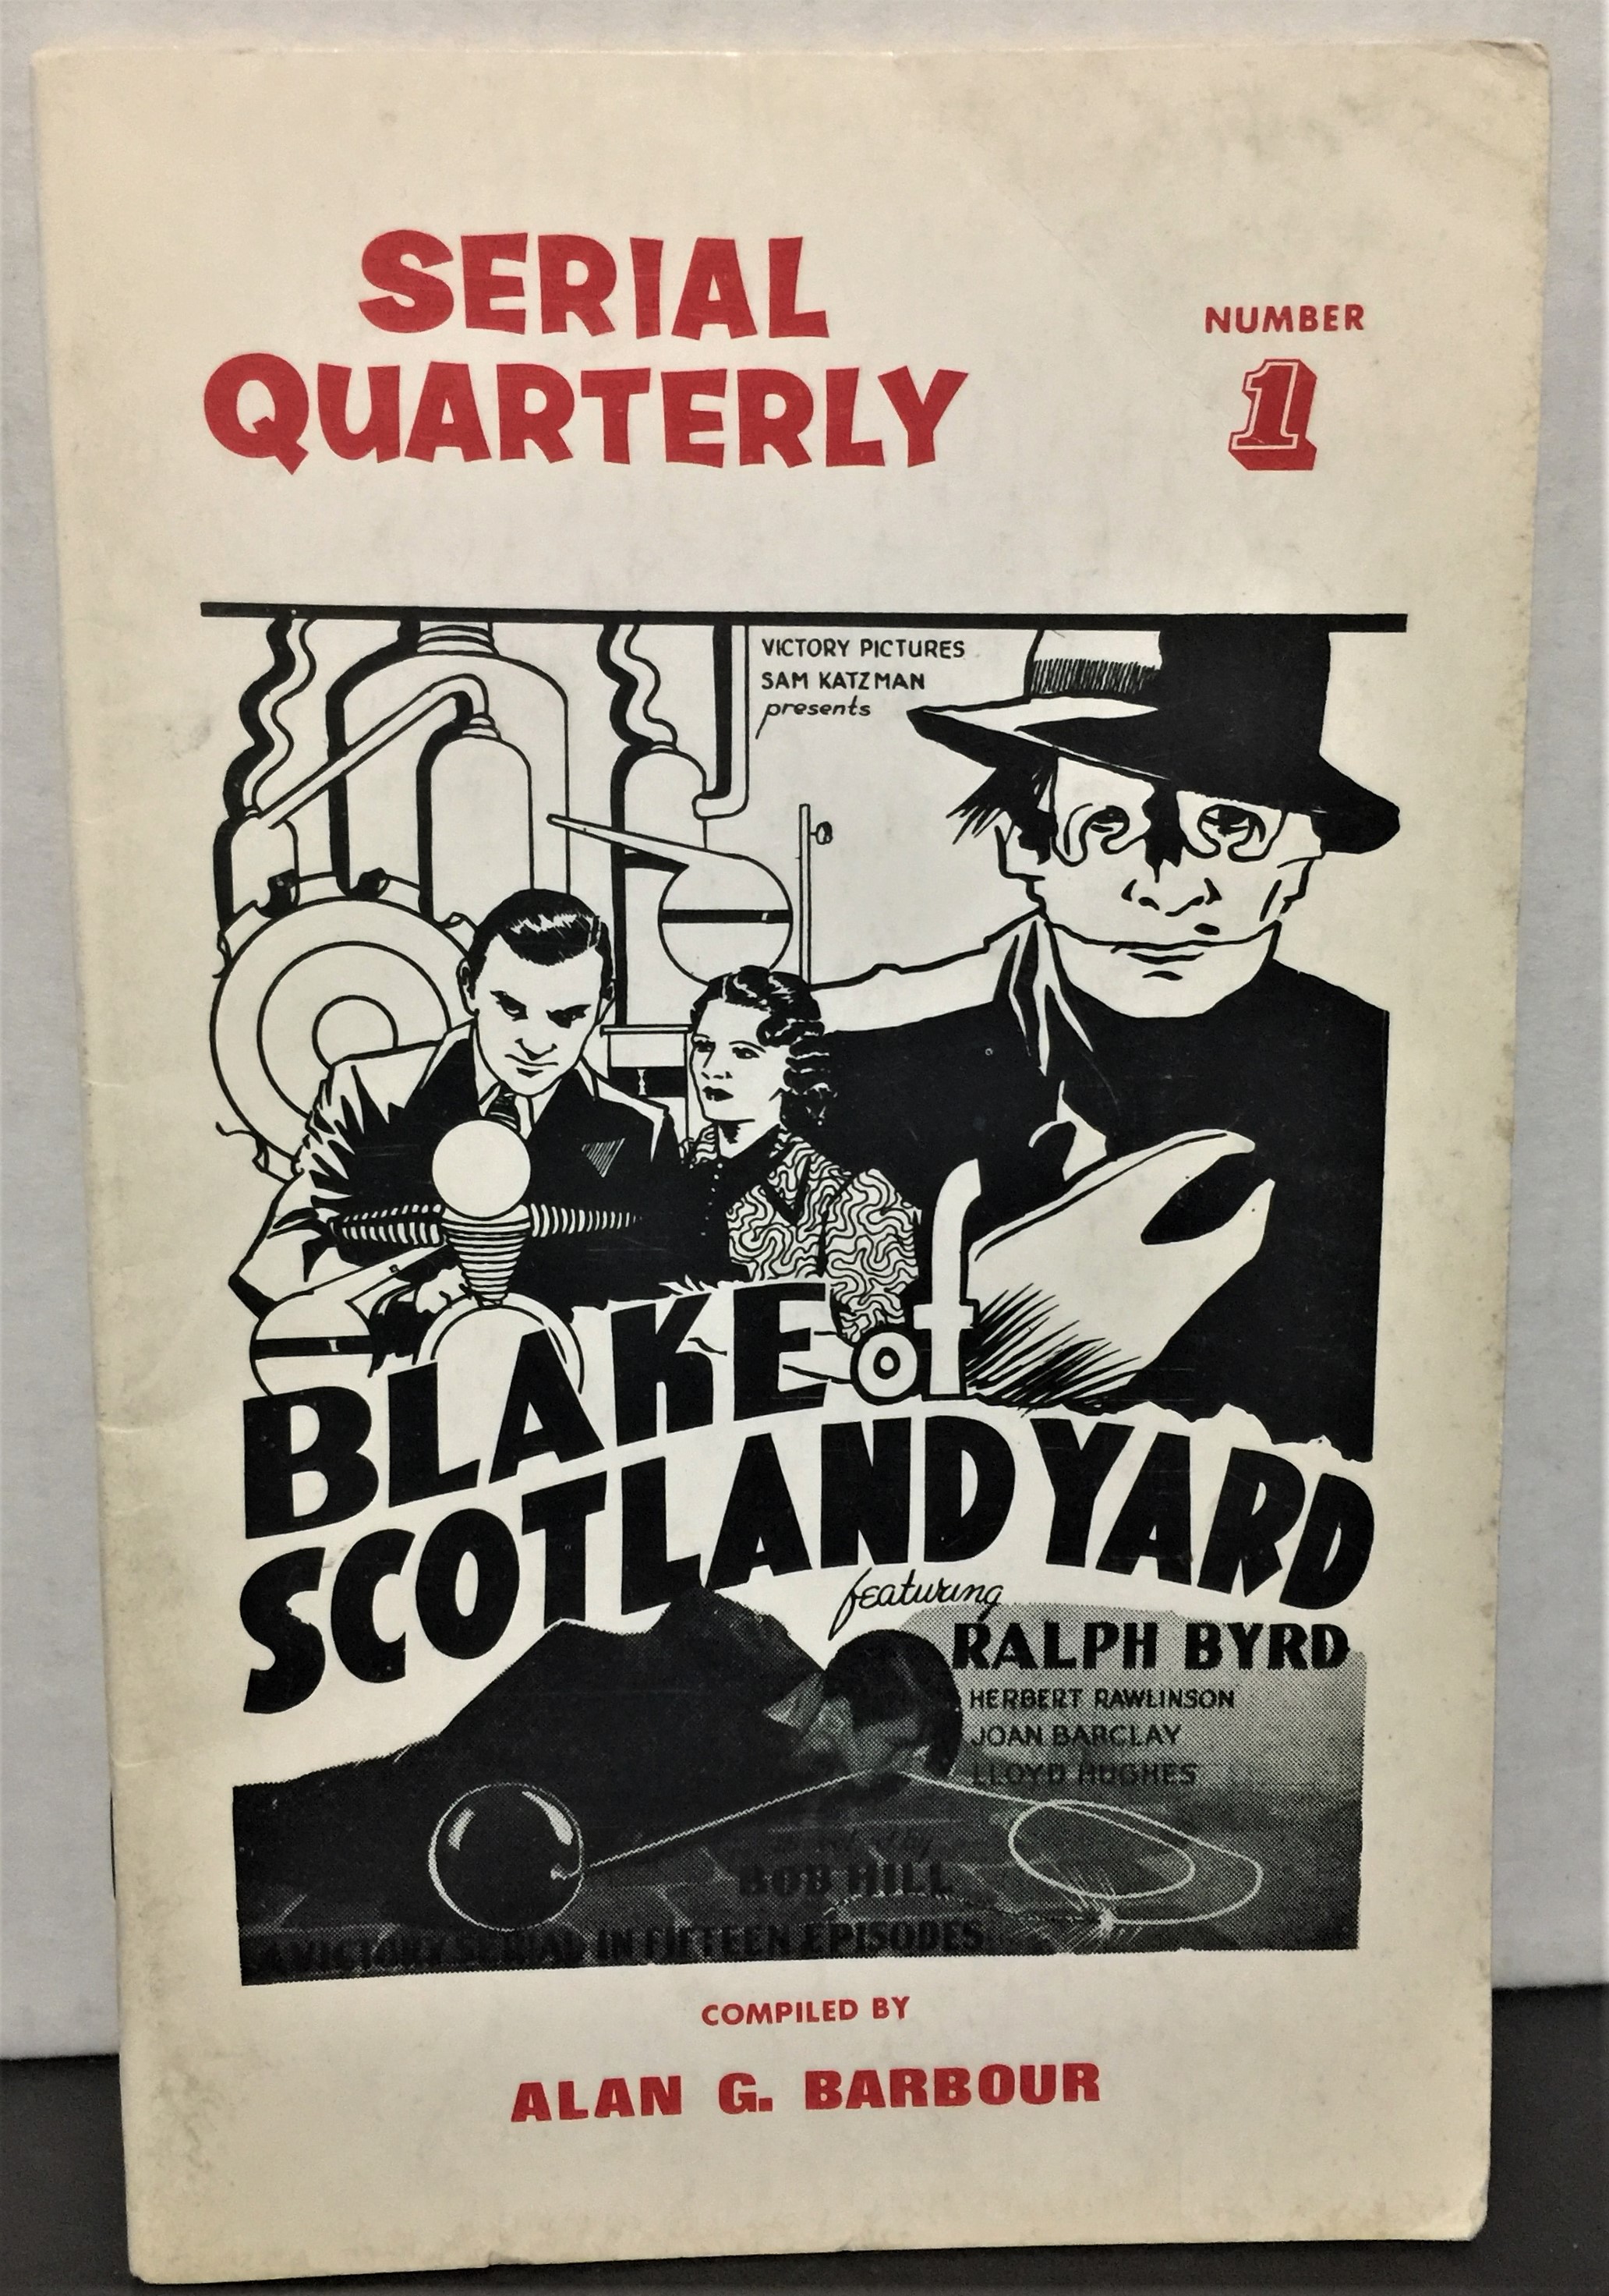 SERIAL
QUARTERLY
NUMBER
1
VICTORY PICTURES
SAM KATZMAN
presents
BLAKE of
SCOTLAND YARD
featuring
RALPH BYRD
HERBERT RAWLINSON
JOAN BARCLAY
LLOYD HUGHES
BOB HILL
A VICTORY SERIAL IN FIFTEEN EPISODES
COMPILED BY
ALAN G. BARBOUR